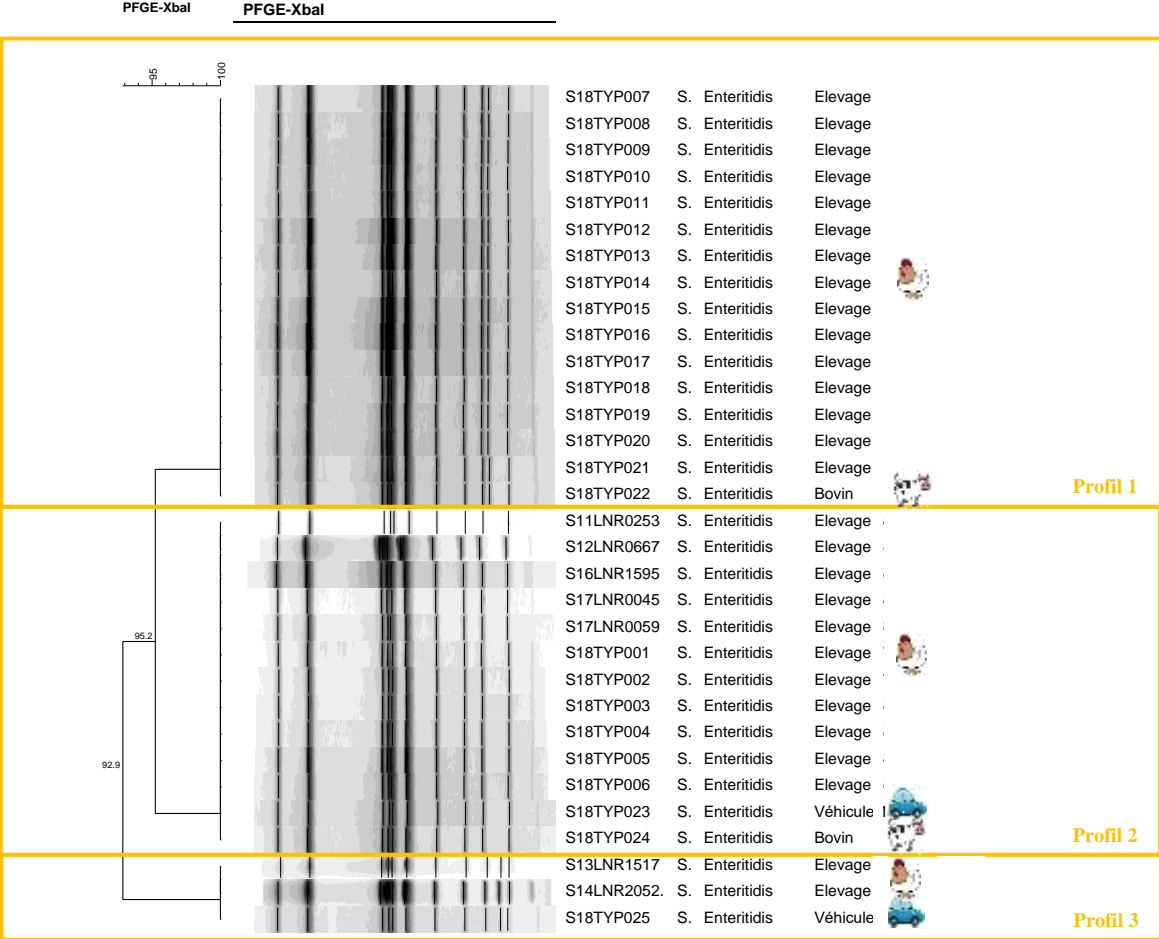 PFGE-XbaI PFGE-XbaI
95 100
S18TYP007 S. Enteritidis Elevage
S18TYP008 S. Enteritidis Elevage
S18TYP009 S. Enteritidis Elevage
S18TYP010 S. Enteritidis Elevage
S18TYP011 S. Enteritidis Elevage
S18TYP012 S. Enteritidis Elevage
S18TYP013 S. Enteritidis Elevage
S18TYP014 S. Enteritidis Elevage
S18TYP015 S. Enteritidis Elevage
S18TYP016 S. Enteritidis Elevage
S18TYP017 S. Enteritidis Elevage
S18TYP018 S. Enteritidis Elevage
S18TYP019 S. Enteritidis Elevage
S18TYP020 S. Enteritidis Elevage
S18TYP021 S. Enteritidis Elevage
S18TYP022 S. Enteritidis Bovin Profil 1
S11LNR0253 S. Enteritidis Elevage
S12LNR0667 S. Enteritidis Elevage
S16LNR1595 S. Enteritidis Elevage
S17LNR0045 S. Enteritidis Elevage
S17LNR0059 S. Enteritidis Elevage
95.2
S18TYP001 S. Enteritidis Elevage
S18TYP002 S. Enteritidis Elevage
S18TYP003 S. Enteritidis Elevage
S18TYP004 S. Enteritidis Elevage
92.9
S18TYP005 S. Enteritidis Elevage
S18TYP006 S. Enteritidis Elevage
S18TYP023 S. Enteritidis Véhicule
S18TYP024 S. Enteritidis Bovin Profil 2
S13LNR1517 S. Enteritidis Elevage
S14LNR2052. S. Enteritidis Elevage
S18TYP025 S. Enteritidis Véhicule Profil 3